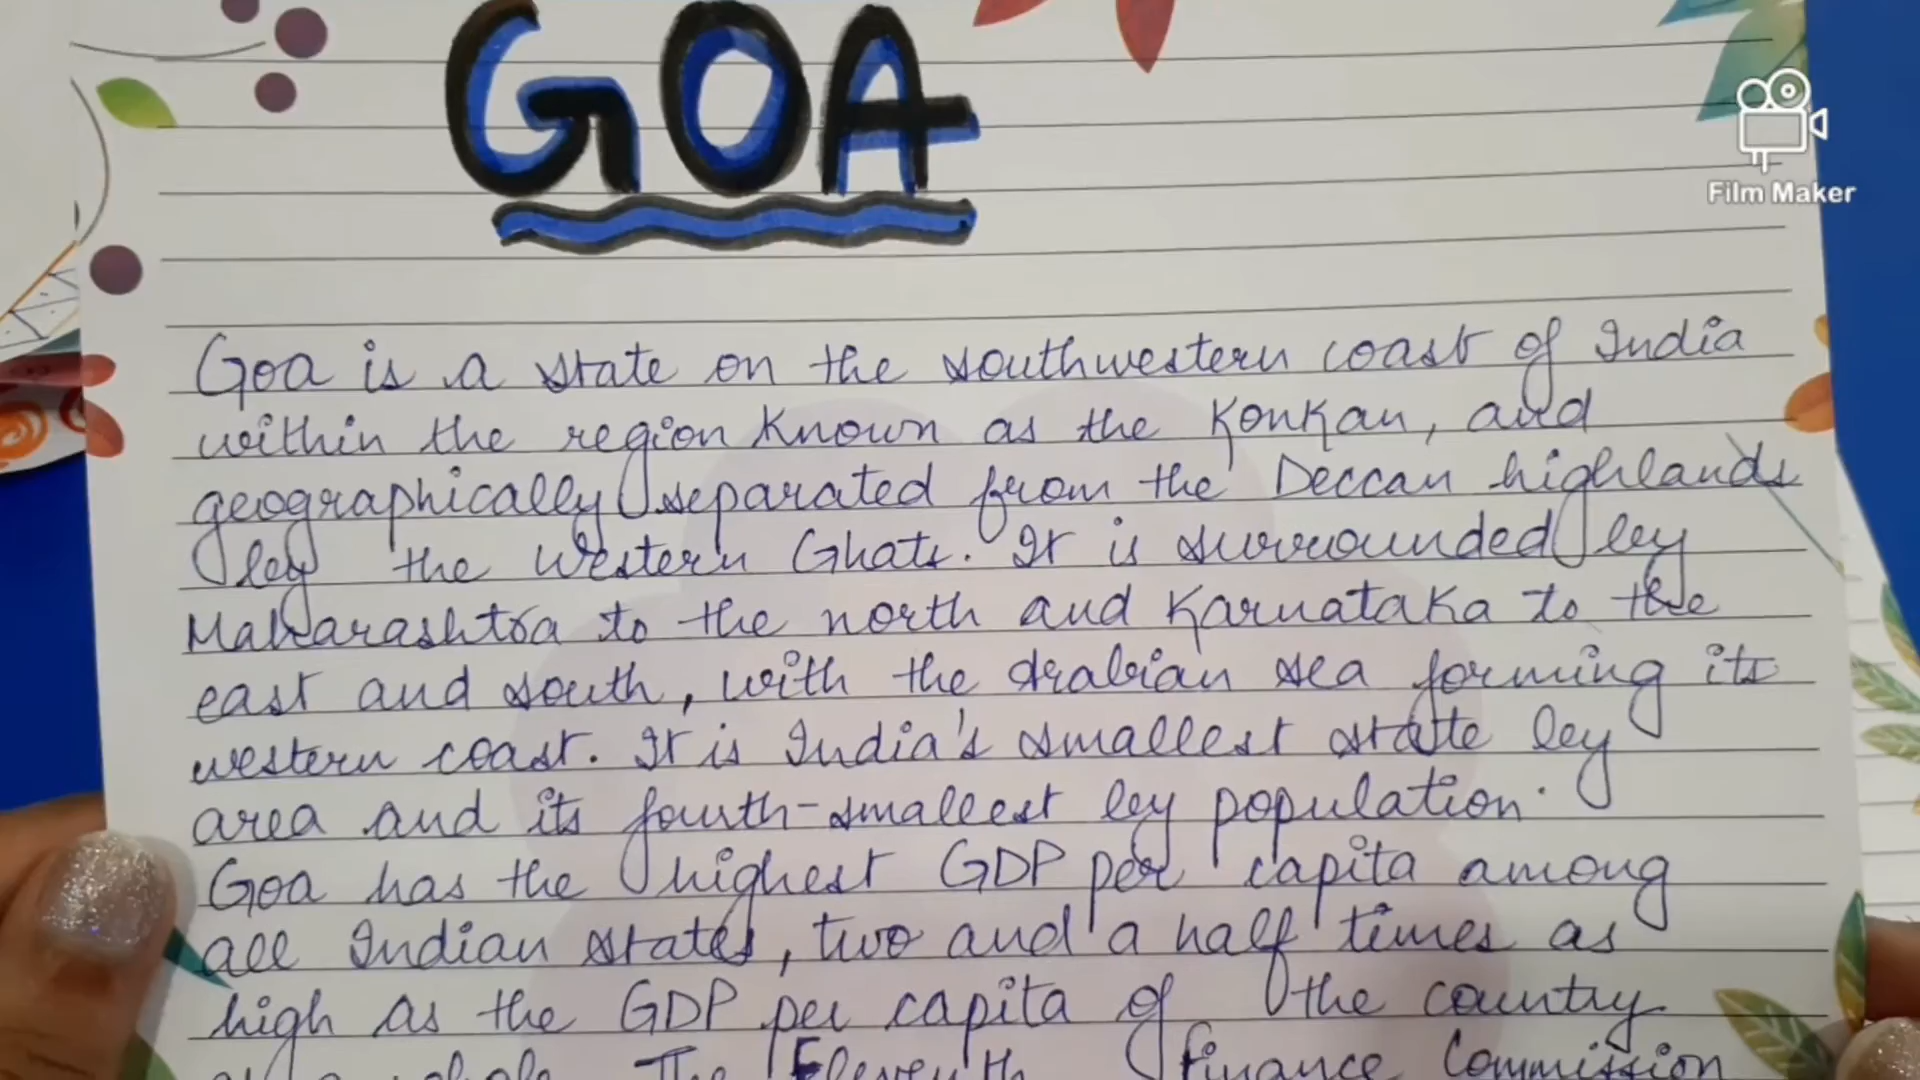 GOA
Film Maker
Goa is a state on the southwestern coast of India
within the region known as the Konkan, and
geographically separated from the Deccan highlands
by the Western Ghats. It is surrounded by
Maharashtra to the north and Karnataka to the
east and south, with the Arabian sea forming its
western coast. It is India's smallest state by
area and its fourth-smallest by population.
Goa has the highest GDP per capita among
all Indian states, two and a half times as
high as the GDP per capita of the country
as a whole. The Eleventh Finance Commission